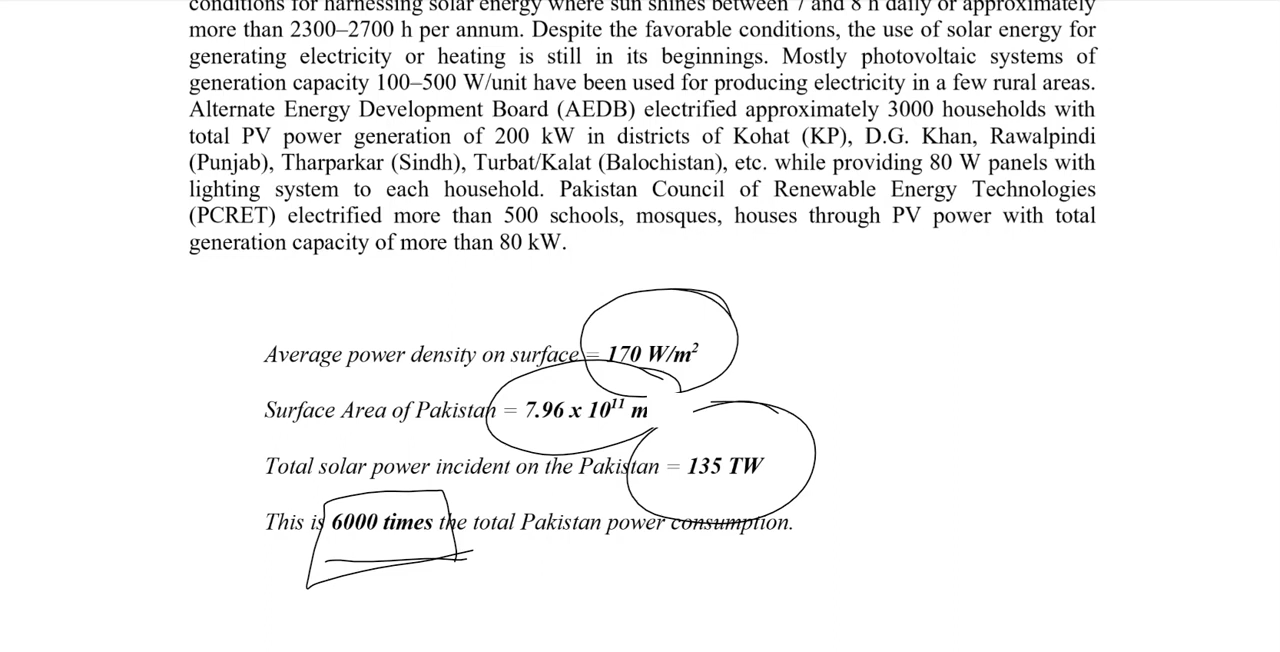 conditions for harnessing solar energy where sun shines between 7 and 8 h daily or approximately
more than 2300–2700 h per annum. Despite the favorable conditions, the use of solar energy for
generating electricity or heating is still in its beginnings. Mostly photovoltaic systems of
generation capacity 100–500 W/unit have been used for producing electricity in a few rural areas.
Alternate Energy Development Board (AEDB) electrified approximately 3000 households with
total PV power generation of 200 kW in districts of Kohat (KP), D.G. Khan, Rawalpindi
(Punjab), Tharparkar (Sindh), Turbat/Kalat (Balochistan), etc. while providing 80 W panels with
lighting system to each household. Pakistan Council of Renewable Energy Technologies
(PCRET) electrified more than 500 schools, mosques, houses through PV power with total
generation capacity of more than 80 kW.
Average power density on surface = 170 W/m²
Surface Area of Pakistan = 7.96 x 10¹¹ m
Total solar power incident on the Pakistan = 135 TW
This is 6000 times the total Pakistan power consumption.